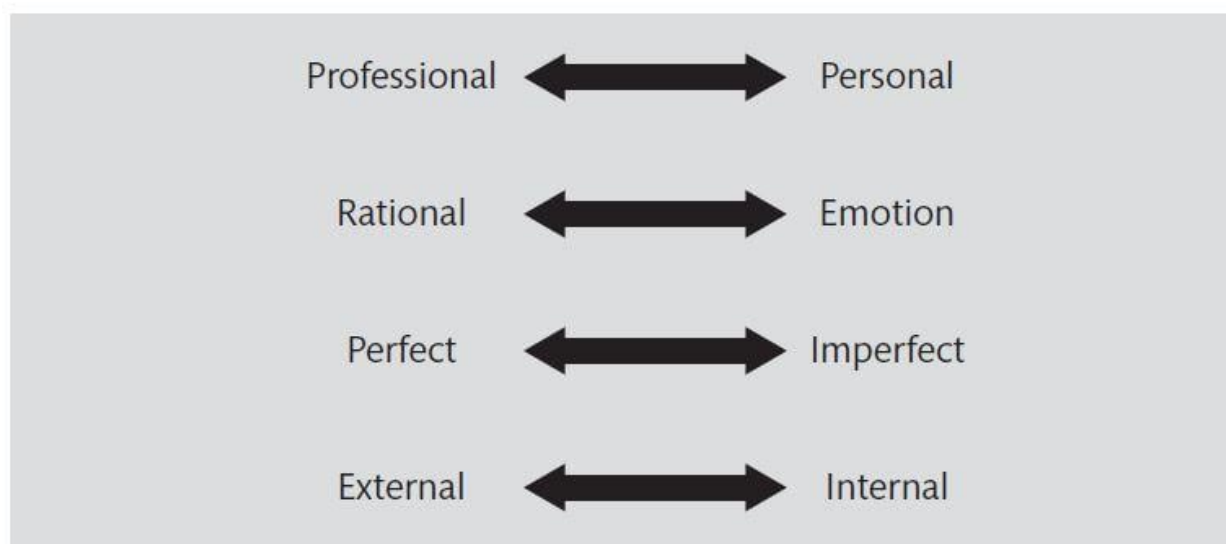 Professional Personal
Rational Emotion
Perfect Imperfect
External Internal